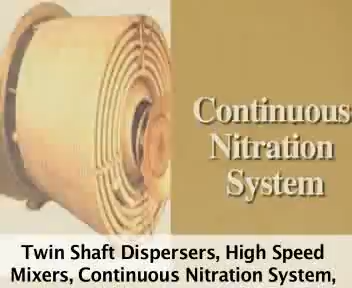 Continuous
Nitration
System
Twin Shaft Dispersers, High Speed
Mixers, Continuous Nitration System,